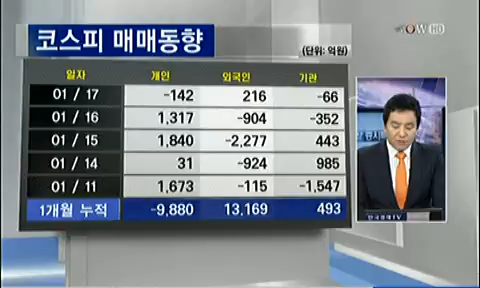 코스피 매매동향
WOW HD
(단위: 억원)
일자 개인 외국인 기관
01 / 17 -142 216 -66
01 / 16 1,317 -904 -352
01 / 15 1,840 -2,277 443
01 / 14 31 -924 985
01 / 11 1,673 -115 -1,547
1개월 누적 -9,880 13,169 493
한국경제TV